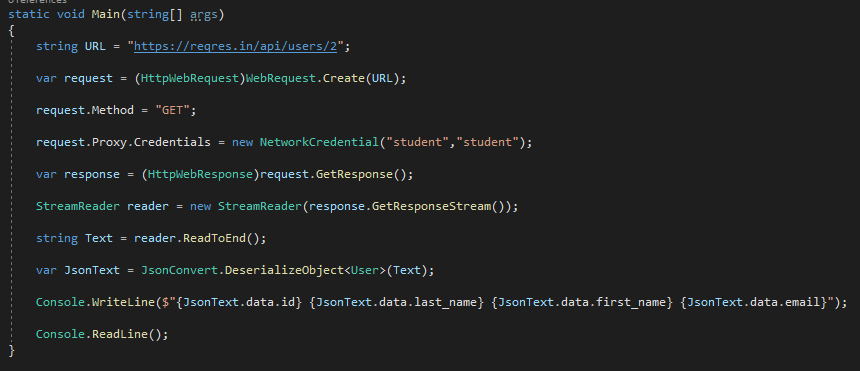 0 references
static void Main(string[] args)
{
string URL = "https://reqres.in/api/users/2";
var request = (HttpWebRequest)WebRequest.Create(URL);
request.Method = "GET";
request.Proxy.Credentials = new NetworkCredential("student","student");
var response = (HttpWebResponse)request.GetResponse();
StreamReader reader = new StreamReader(response.GetResponseStream());
string Text = reader.ReadToEnd();
var JsonText = JsonConvert.DeserializeObject<User>(Text);
Console.WriteLine($"{JsonText.data.id} {JsonText.data.last_name} {JsonText.data.first_name} {JsonText.data.email}");
Console.ReadLine();
}